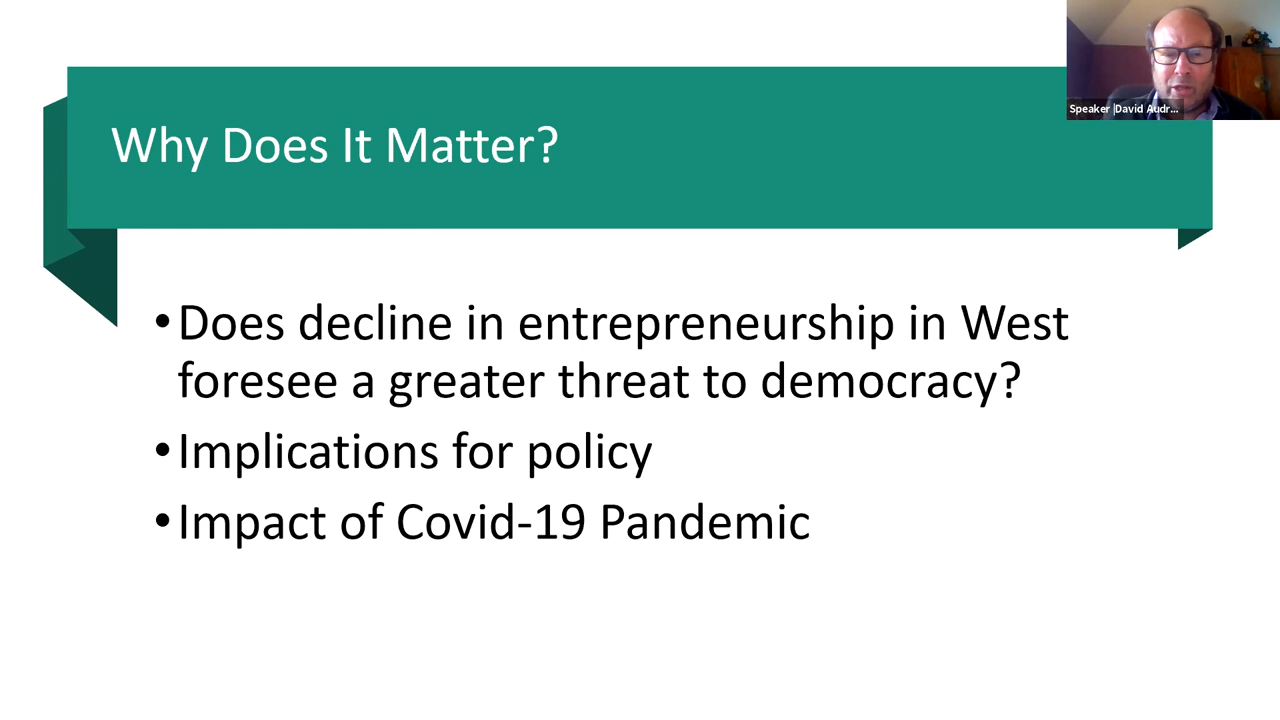 Speaker |David Audr...
Why Does It Matter?
•Does decline in entrepreneurship in West
foresee a greater threat to democracy?
•Implications for policy
•Impact of Covid-19 Pandemic